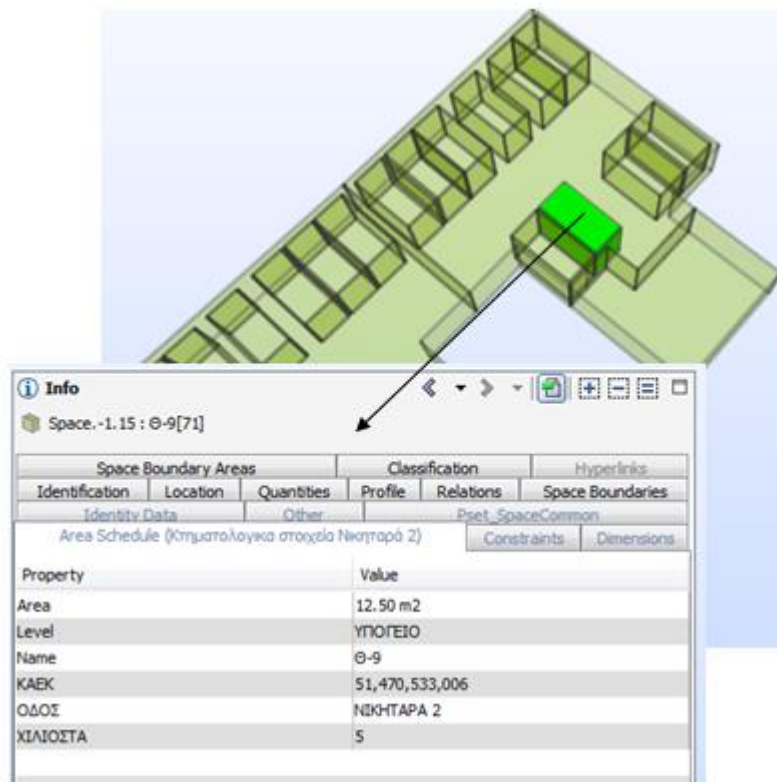 Info
Space.-1.15 : Θ-9[71]
Space Boundary Areas Classification Hyperlinks
Identification Location Quantities Profile Relations Space Boundaries
Identity Data Other Pset_SpaceCommon
Area Schedule (Κτηματολογικα στοιχεία Νικηταρά 2) Constraints Dimensions
Property Value
Area 12.50 m2
Level ΥΠΟΓΕΙΟ
Name Θ-9
ΚΑΕΚ 51,470,533,006
ΟΔΟΣ ΝΙΚΗΤΑΡΑ 2
ΧΙΛΙΟΣΤΑ 5